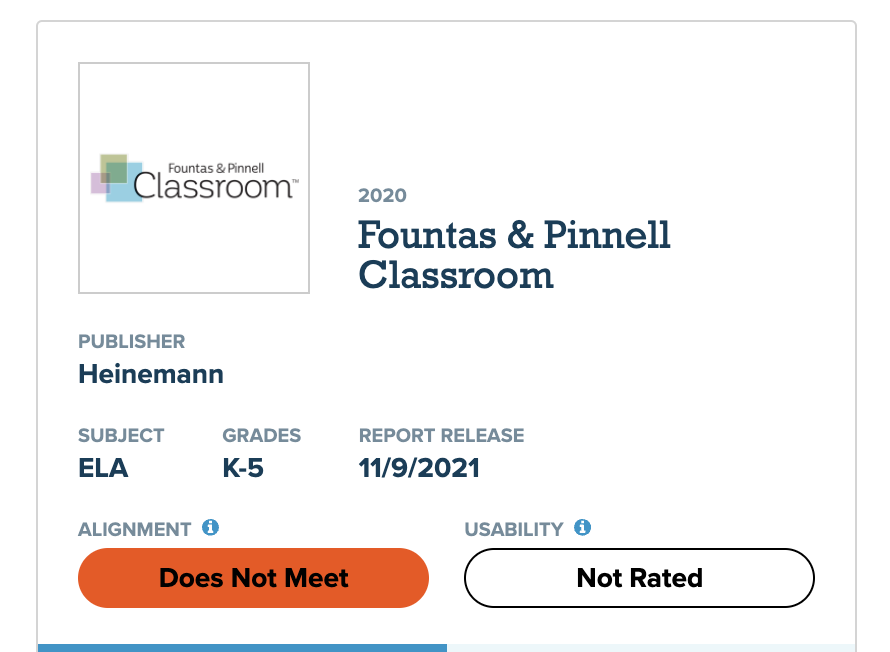 Fountas & Pinnell
Classroom™
2020
Fountas & Pinnell
Classroom
PUBLISHER
Heinemann
SUBJECT
GRADES
REPORT RELEASE
ELA
K-5
11/9/2021
ALIGNMENT
USABILITY
Does Not Meet
Not Rated